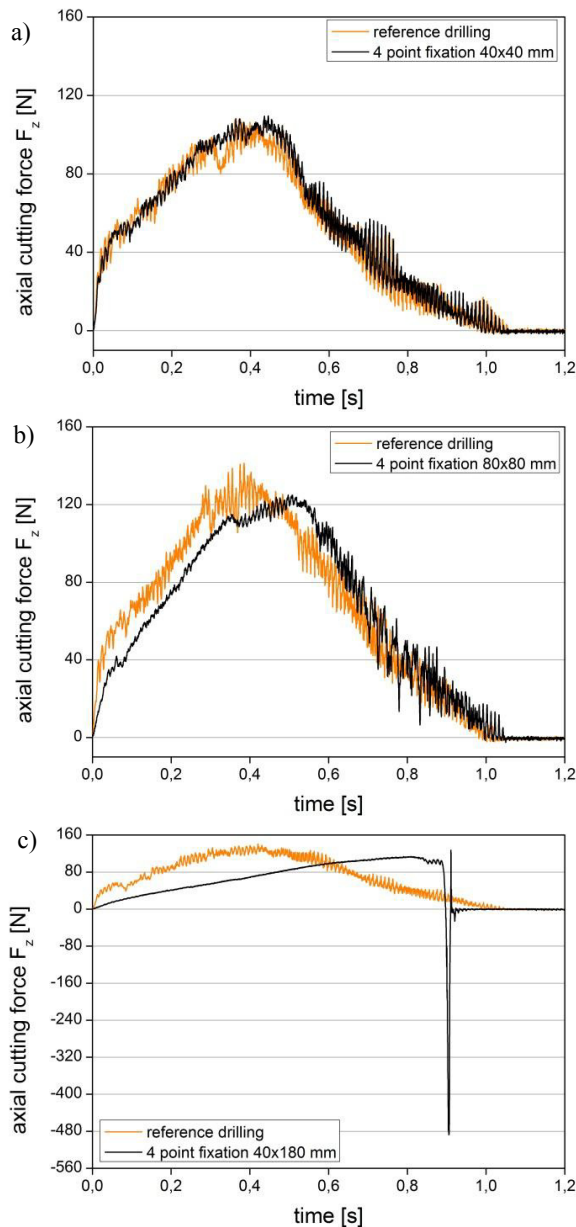 a)
axial cutting force F_z [N]
160
120
80
40
0
reference drilling
4 point fixation 40x40 mm
0,0 0,2 0,4 0,6 0,8 1,0 1,2
time [s]
b)
axial cutting force F_z [N]
160
120
80
40
0
reference drilling
4 point fixation 80x80 mm
0,0 0,2 0,4 0,6 0,8 1,0 1,2
time [s]
c)
axial cutting force F_z [N]
160
80
0
-80
-160
-240
-320
-400
-480
-560
reference drilling
4 point fixation 40x180 mm
0,0 0,2 0,4 0,6 0,8 1,0 1,2
time [s]